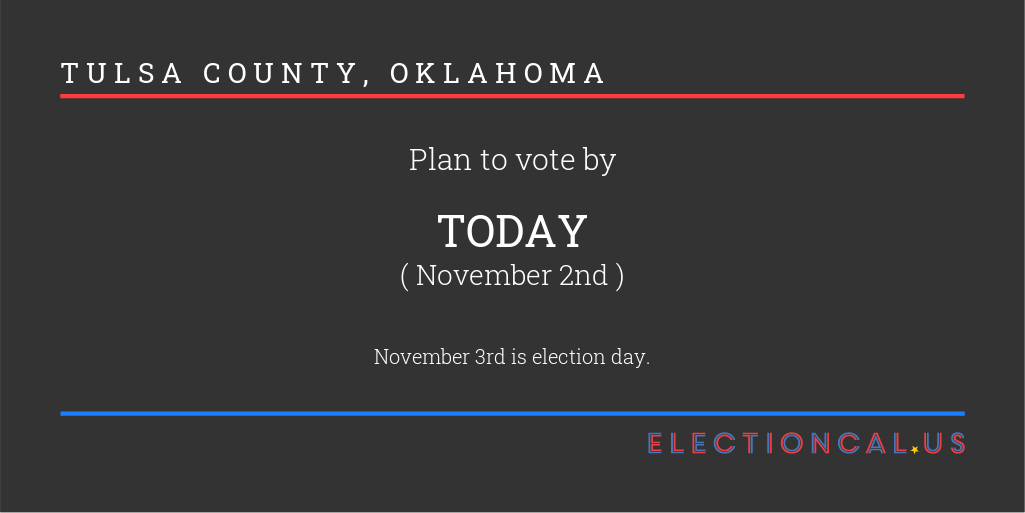 TULSA COUNTY, OKLAHOMA
Plan to vote by
TODAY
( November 2nd )
November 3rd is election day.
ELECTIONCAL.US